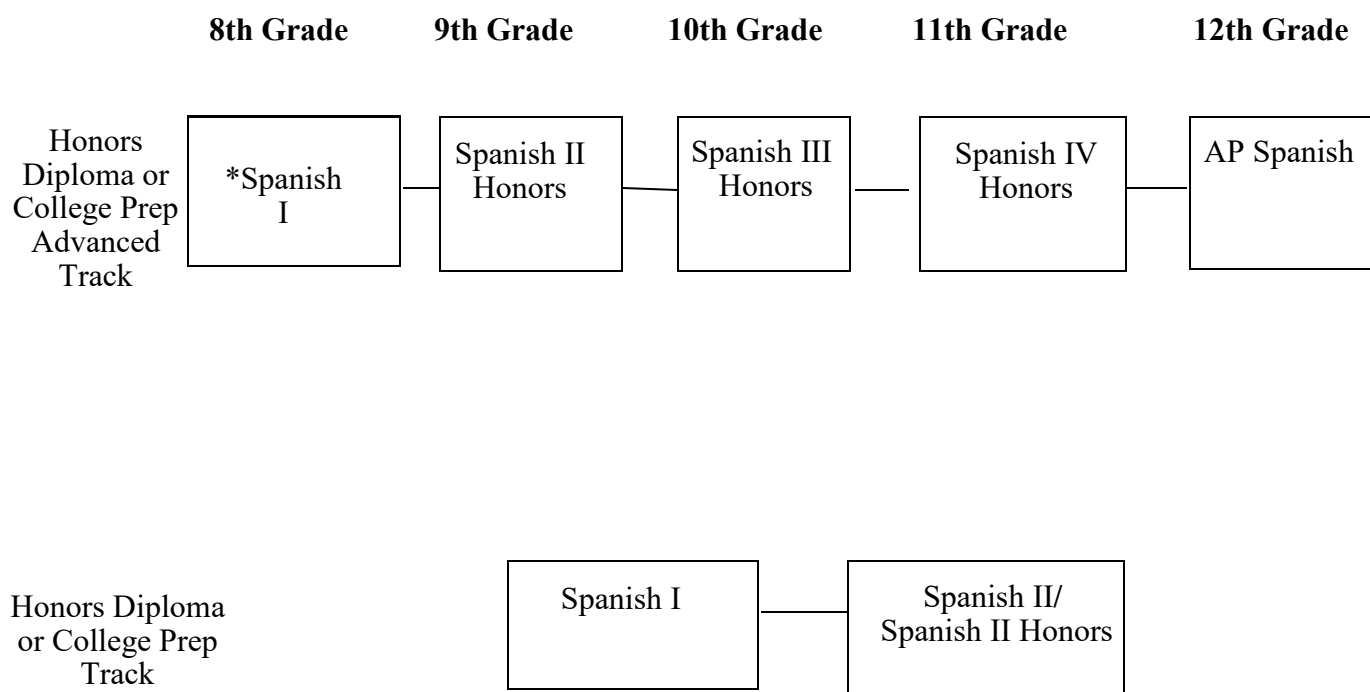 8th Grade 9th Grade 10th Grade 11th Grade 12th Grade
Honors
Diploma or
College Prep
Advanced
Track
*Spanish
I
Spanish II
Honors
Spanish III
Honors
Spanish IV
Honors
AP Spanish
Honors Diploma
or College Prep
Track
Spanish I
Spanish II/
Spanish II Honors